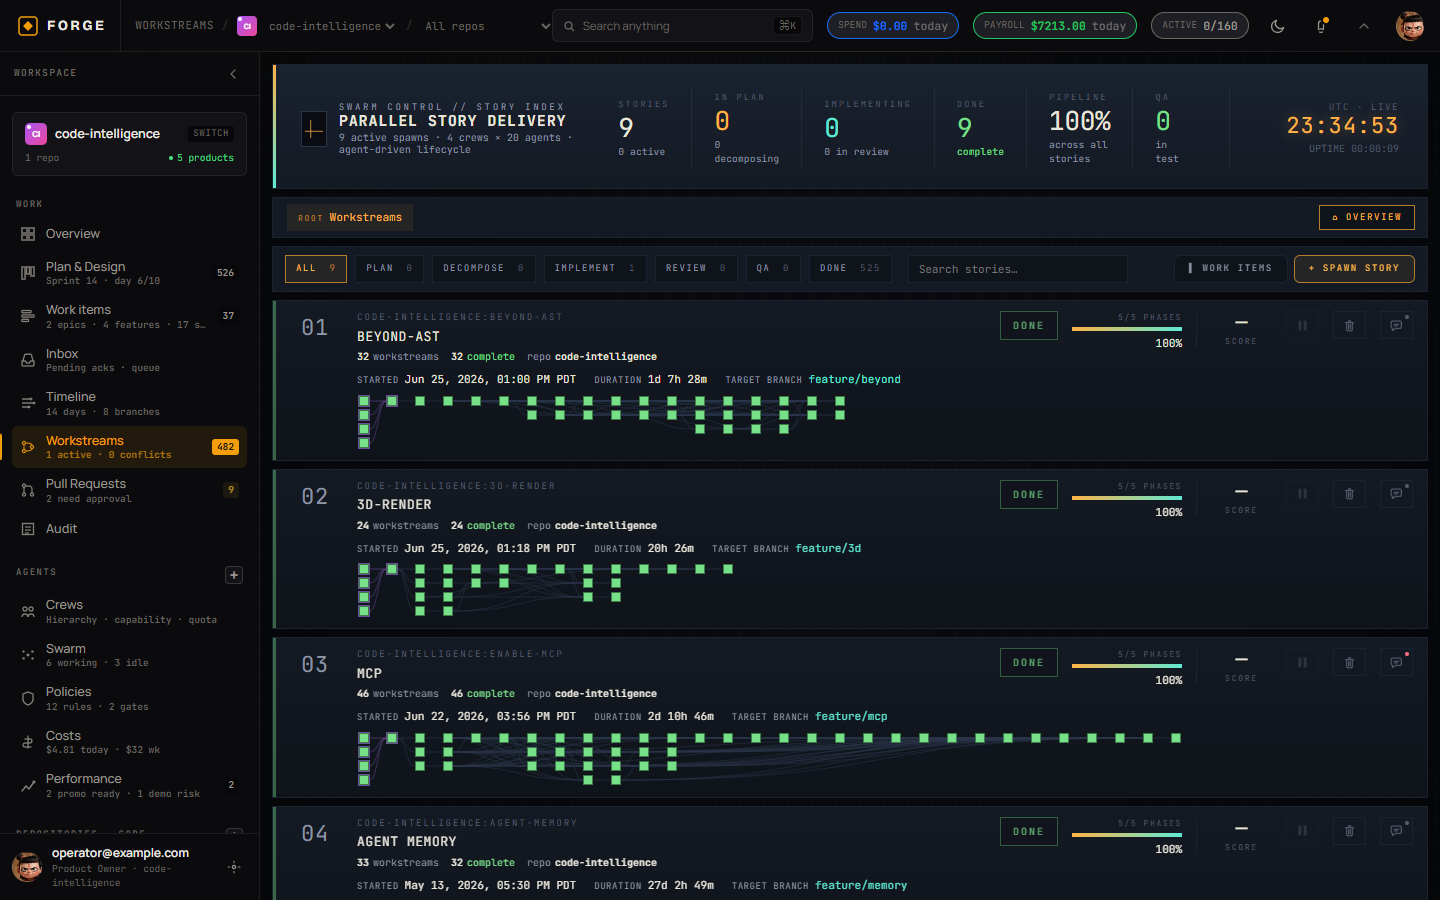 FORGE
WORKSTREAMS / CI code-intelligence / All repos
Search anything ⌘K
SPEND $0.00 today
PAYROLL $7213.00 today
ACTIVE 0/160
WORKSPACE
CI code-intelligence SWITCH
1 repo • 5 products
WORK
Overview
Plan & Design
Sprint 14 · day 6/10
526
Work items
2 epics · 4 features · 17 s…
37
Inbox
Pending acks · queue
Timeline
14 days · 8 branches
Workstreams
1 active · 0 conflicts
482
Pull Requests
2 need approval
9
Audit
AGENTS +
Crews
Hierarchy · capability · quota
Swarm
6 working · 3 idle
Policies
12 rules · 2 gates
Costs
$4.81 today · $32 wk
Performance
2 promo ready · 1 demo risk
2
operator@example.com
Product Owner · code-
intelligence
SWARM CONTROL // STORY INDEX
PARALLEL STORY DELIVERY
9 active spawns · 4 crews × 20 agents ·
agent-driven lifecycle
STORIES
9
0 active
IN PLAN
0
0
decomposing
IMPLEMENTING
0
0 in review
DONE
9
complete
PIPELINE
100%
across all
stories
QA
0
in
test
UTC · LIVE
23:34:53
UPTIME 00:00:09
ROOT Workstreams
⌂ OVERVIEW
ALL 9
PLAN 0
DECOMPOSE 0
IMPLEMENT 1
REVIEW 0
QA 0
DONE 525
Search stories…
WORK ITEMS
+ SPAWN STORY
01
CODE-INTELLIGENCE:BEYOND-AST
BEYOND-AST
32 workstreams 32 complete repo code-intelligence
STARTED Jun 25, 2026, 01:00 PM PDT DURATION 1d 7h 28m TARGET BRANCH feature/beyond
DONE
5/5 PHASES
100%
—
SCORE
02
CODE-INTELLIGENCE:3D-RENDER
3D-RENDER
24 workstreams 24 complete repo code-intelligence
STARTED Jun 25, 2026, 01:18 PM PDT DURATION 20h 26m TARGET BRANCH feature/3d
DONE
5/5 PHASES
100%
—
SCORE
03
CODE-INTELLIGENCE:ENABLE-MCP
MCP
46 workstreams 46 complete repo code-intelligence
STARTED Jun 22, 2026, 03:56 PM PDT DURATION 2d 10h 46m TARGET BRANCH feature/mcp
DONE
5/5 PHASES
100%
—
SCORE
04
CODE-INTELLIGENCE:AGENT-MEMORY
AGENT MEMORY
33 workstreams 32 complete repo code-intelligence
STARTED May 13, 2026, 05:30 PM PDT DURATION 27d 2h 49m TARGET BRANCH feature/memory
DONE
5/5 PHASES
100%
—
SCORE